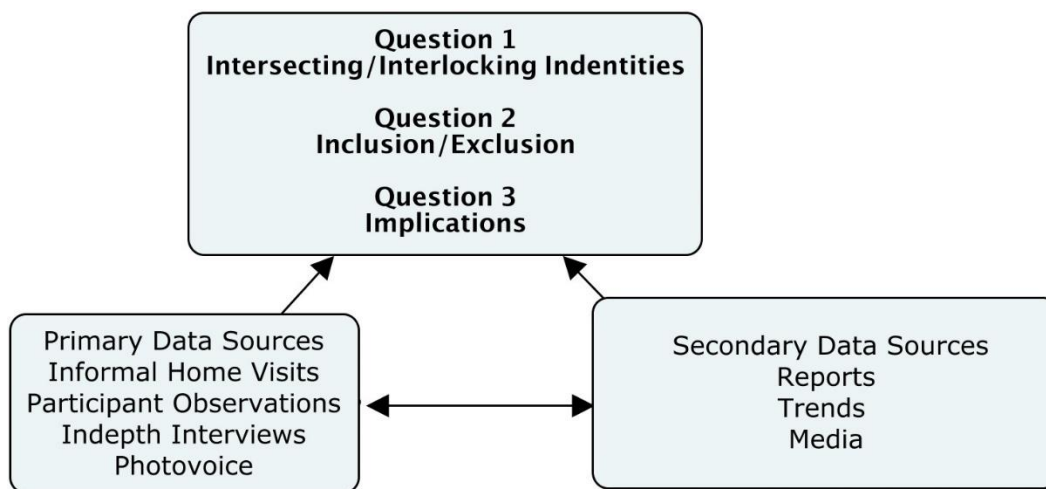 Question 1
Intersecting/Interlocking Indentities
Question 2
Inclusion/Exclusion
Question 3
Implications
Primary Data Sources
Informal Home Visits
Participant Observations
Indepth Interviews
Photovoice
Secondary Data Sources
Reports
Trends
Media